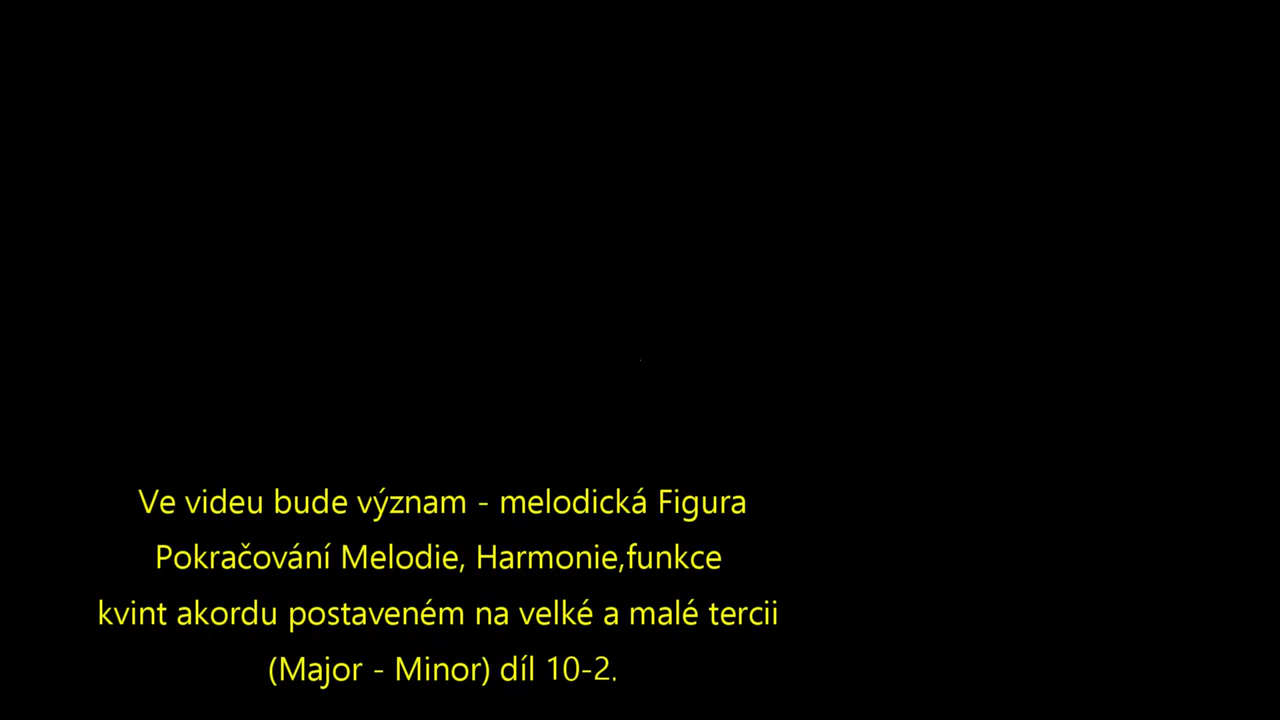 Ve videu bude význam - melodická Figura
Pokračování Melodie, Harmonie,funkce
kvint akordu postaveném na velké a malé tercii
(Major - Minor) díl 10-2.